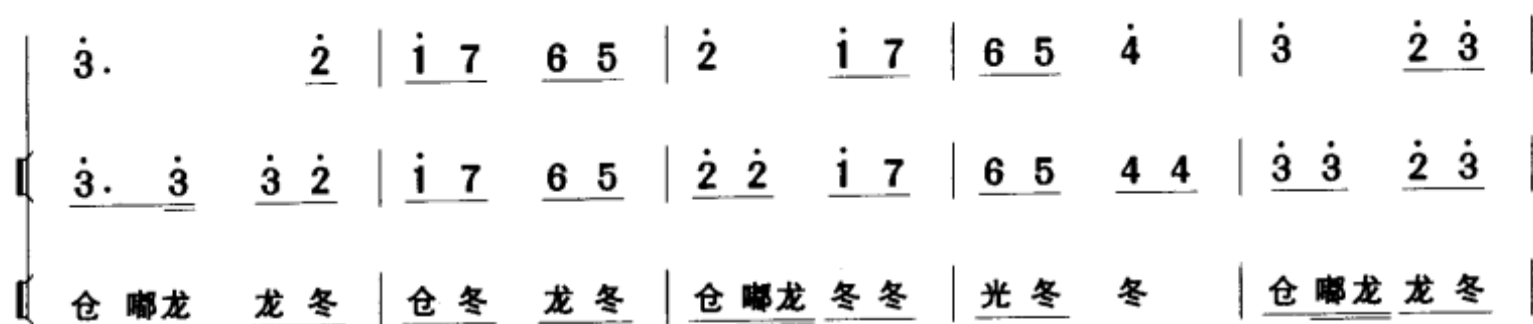 3̇. 2̇ | 1̇ 7 6 5 | 2̇ 1̇ 7 | 6 5 4̇ | 3̇ 2̇ 3̇ |
3̇. 3̇ 3̇ 2̇ | 1̇ 7 6 5 | 2̇ 2̇ 1̇ 7 | 6 5 4 4 | 3̇ 3̇ 2̇ 3̇ |
仓 嘟龙 龙 冬 | 仓 冬 龙 冬 | 仓 嘟龙 冬 冬 | 光 冬 冬 | 仓 嘟龙 龙 冬 |